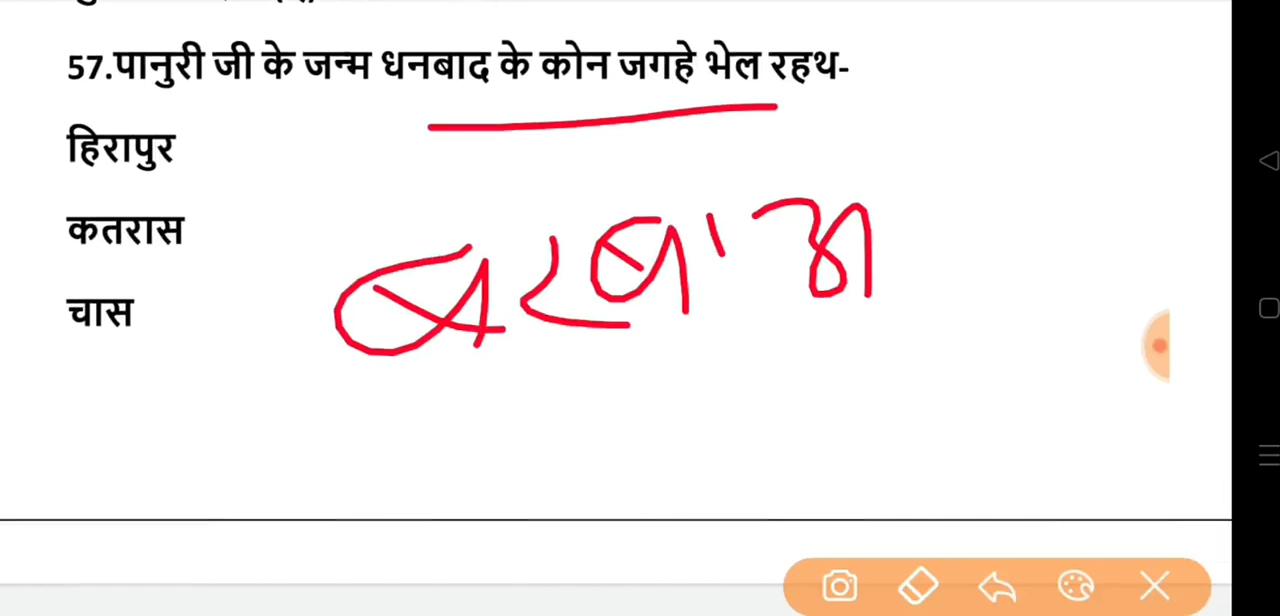 57.पानुरी जी के जन्म धनबाद के कोन जगहे भेल रहथ-
हिरापुर
कतरास
चास